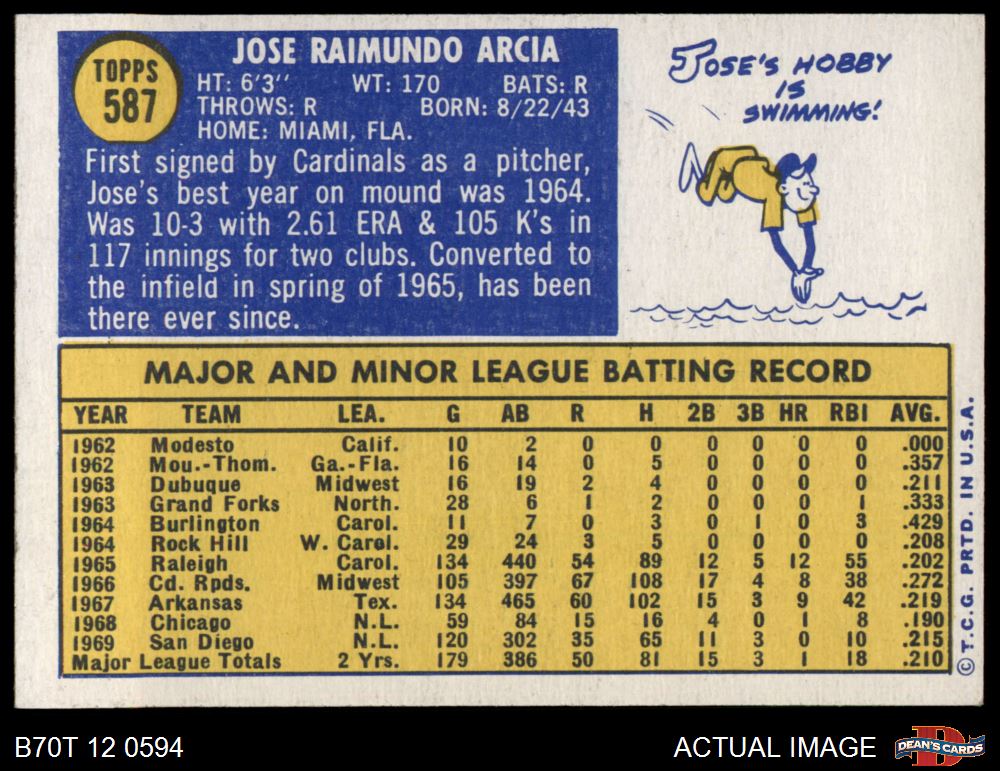 TOPPS
587
JOSE RAIMUNDO ARCIA
HT: 6'3'' WT: 170 BATS: R
THROWS: R BORN: 8/22/43
HOME: MIAMI, FLA.
First signed by Cardinals as a pitcher,
Jose's best year on mound was 1964.
Was 10-3 with 2.61 ERA & 105 K's in
117 innings for two clubs. Converted to
the infield in spring of 1965, has been
there ever since.
JOSE'S HOBBY
IS
SWIMMING!
MAJOR AND MINOR LEAGUE BATTING RECORD
YEAR TEAM LEA. G AB R H 2B 3B HR RBI AVG.
1962 Modesto Calif. 10 2 0 0 0 0 0 0 .000
1962 Mou.-Thom. Ga.-Fla. 16 14 0 5 0 0 0 0 .357
1963 Dubuque Midwest 16 19 2 4 0 0 0 0 .211
1963 Grand Forks North. 28 6 1 2 0 0 0 1 .333
1964 Burlington Carol. 11 7 0 3 0 1 0 3 .429
1964 Rock Hill W. Carol. 29 24 3 5 0 0 0 0 .208
1965 Raleigh Carol. 134 440 54 89 12 5 12 55 .202
1966 Cd. Rpds. Midwest 105 397 67 108 17 4 8 38 .272
1967 Arkansas Tex. 134 465 60 102 15 3 9 42 .219
1968 Chicago N.L. 59 84 15 16 4 0 1 8 .190
1969 San Diego N.L. 120 302 35 65 11 3 0 10 .215
Major League Totals 2 Yrs. 179 386 50 81 15 3 1 18 .210
© T.C.G. PRTD. IN U.S.A.
B70T 12 0594
ACTUAL IMAGE
D
DEAN'S CARDS